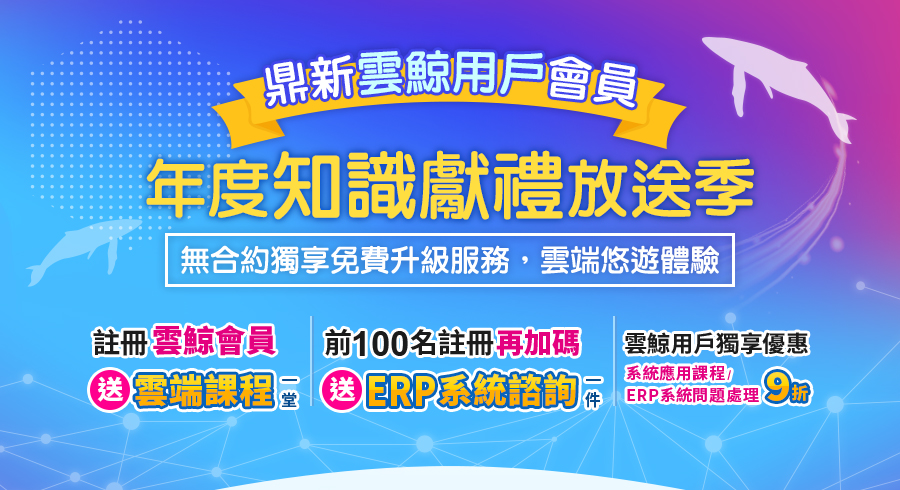 鼎新雲鯨用戶會員
年度知識獻禮放送季
無合約獨享免費升級服務，雲端悠遊體驗
註冊雲鯨會員
送 雲端課程一堂
前100名註冊再加碼
送 ERP系統諮詢一件
雲鯨用戶獨享優惠
系統應用課程/
ERP系統問題處理 9折